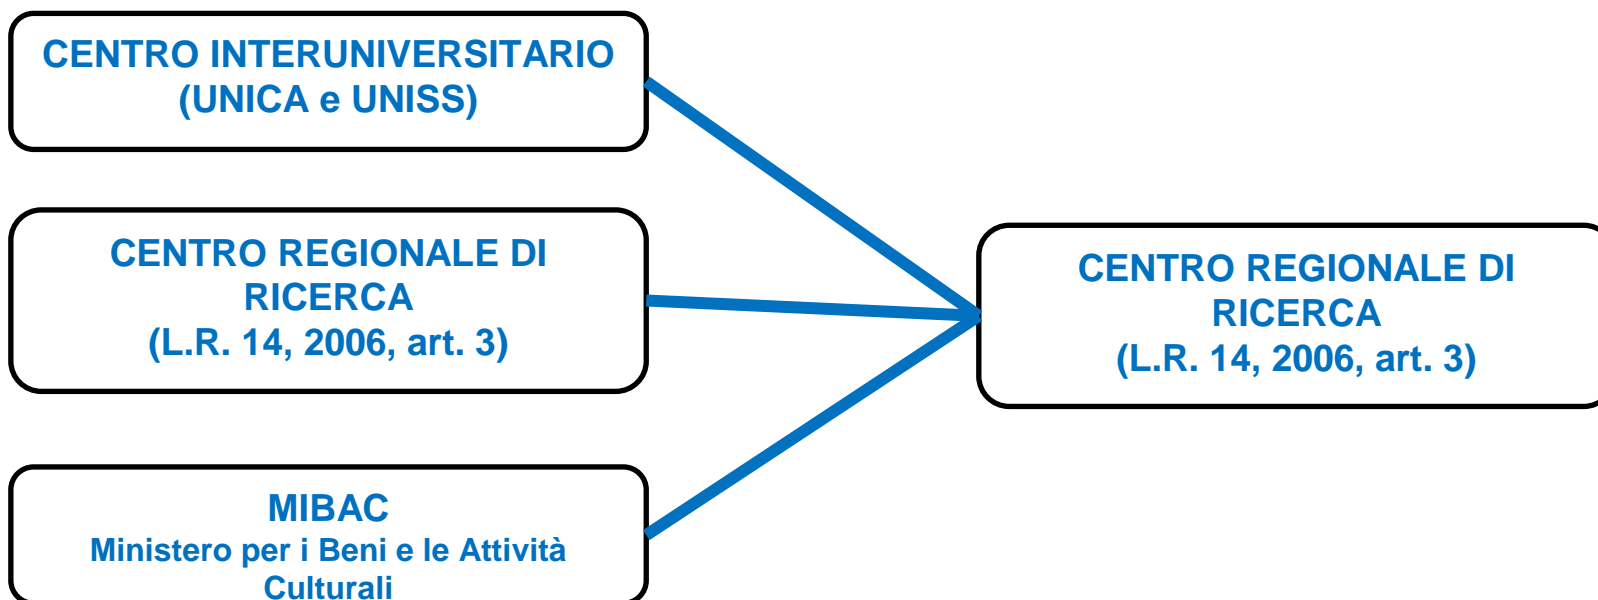 CENTRO INTERUNIVERSITARIO
(UNICA e UNISS)
CENTRO REGIONALE DI
RICERCA
(L.R. 14, 2006, art. 3)
MIBAC
Ministero per i Beni e le Attività
Culturali
CENTRO REGIONALE DI
RICERCA
(L.R. 14, 2006, art. 3)